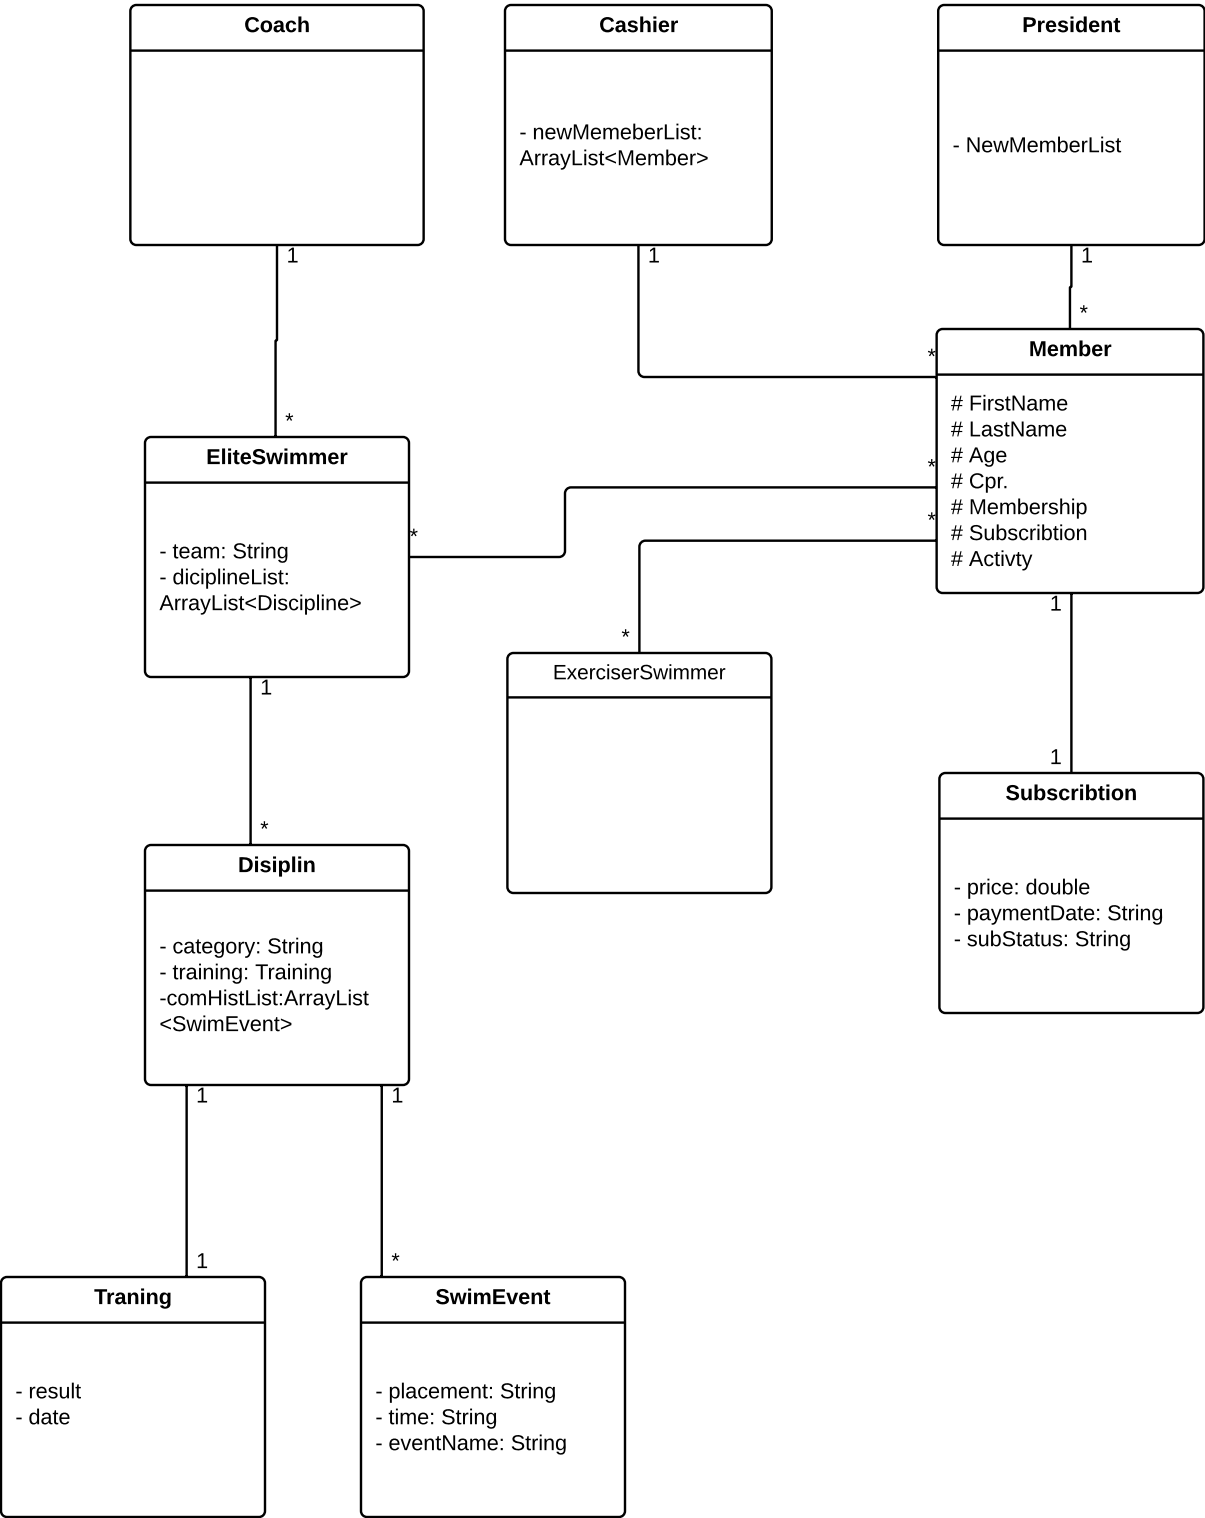 Coach
Cashier
- newMemeberList:
ArrayList<Member>
President
- NewMemberList
1
1
1
*
*
*
Member
# FirstName
# LastName
# Age
# Cpr.
# Membership
# Subscribtion
# Activty
*
*
*
EliteSwimmer
- team: String
- diciplineList:
ArrayList<Discipline>
*
*
ExerciserSwimmer
1
1
1
*
Subscribtion
- price: double
- paymentDate: String
- subStatus: String
Disiplin
- category: String
- training: Training
-comHistList:ArrayList
<SwimEvent>
1
1
1
*
Traning
- result
- date
SwimEvent
- placement: String
- time: String
- eventName: String